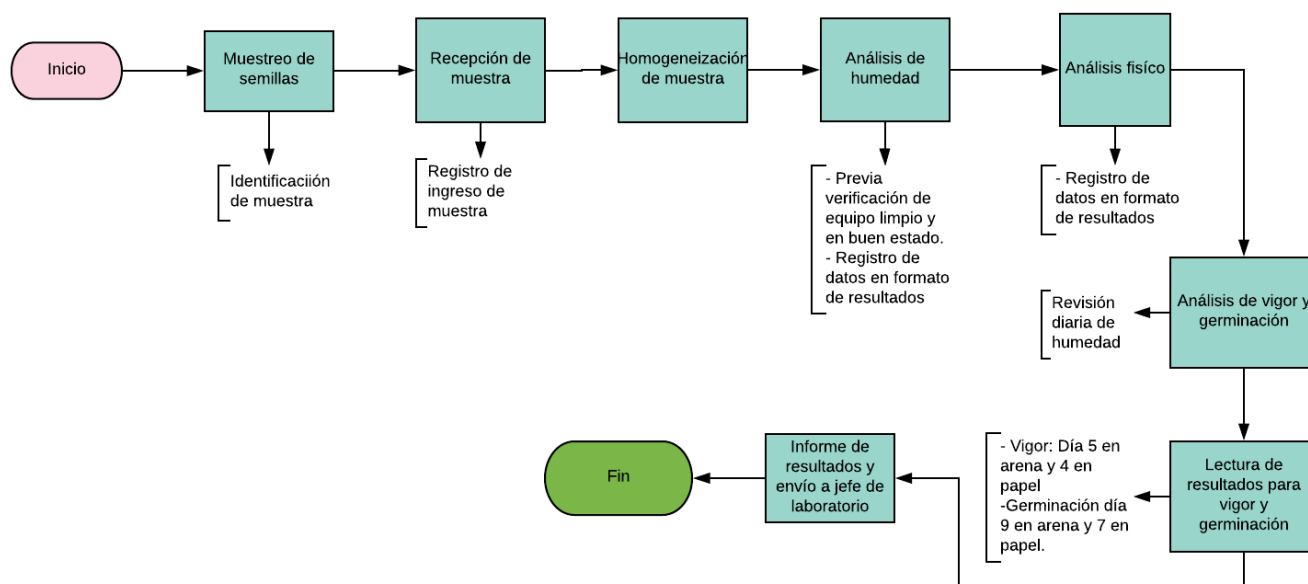 Inicio
Muestreo de
semillas
Recepción de
muestra
Homogeneización
de muestra
Análisis de
humedad
Análisis fisíco
Identificaciión
de muestra
Registro de
ingreso de
muestra
- Previa
verificación de
equipo limpio y
en buen estado.
- Registro de
datos en formato
de resultados
- Registro de
datos en formato
de resultados
Análisis de vigor y
germinación
Revisión
diaria de
humedad
Lectura de
resultados para
vigor y
germinación
- Vigor: Día 5 en
arena y 4 en
papel
-Germinación día
9 en arena y 7 en
papel.
Informe de
resultados y
envío a jefe de
laboratorio
Fin